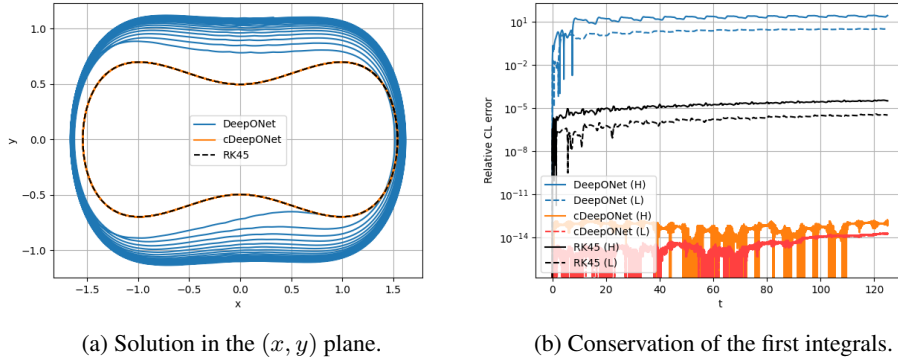 1.0
0.5
0.0
−0.5
−1.0
y
DeepONet
cDeepONet
RK45
−1.5 −1.0 −0.5 0.0 0.5 1.0 1.5
x
(a) Solution in the (x, y) plane.
10¹
10⁻²
10⁻⁵
10⁻⁸
10⁻¹¹
10⁻¹⁴
Relative CL error
DeepONet (H)
DeepONet (L)
cDeepONet (H)
cDeepONet (L)
RK45 (H)
RK45 (L)
0 20 40 60 80 100 120
t
(b) Conservation of the first integrals.